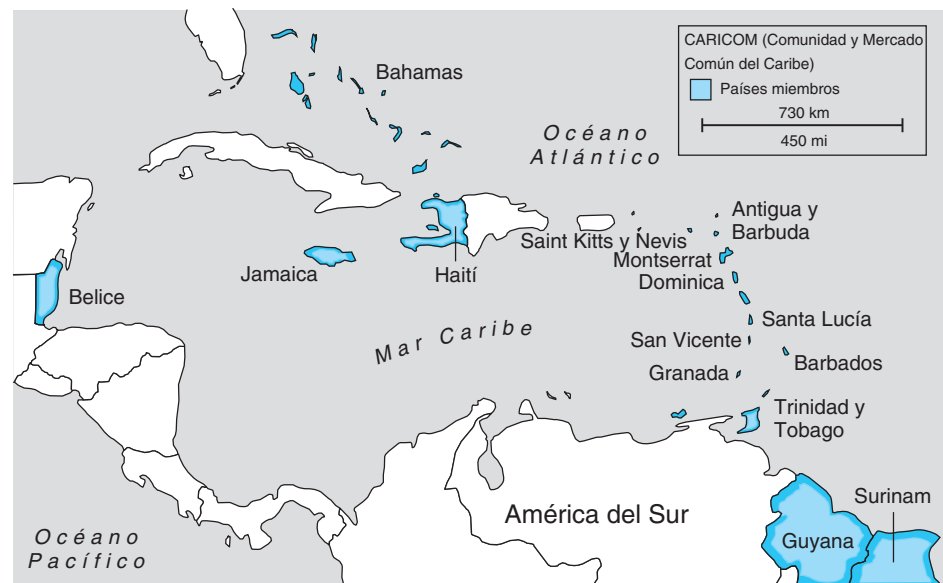 CARICOM (Comunidad y Mercado
Común del Caribe)
Países miembros
730 km
450 mi
Bahamas
Océano
Atlántico
Antigua y
Barbuda
Saint Kitts y Nevis
Montserrat
Dominica
Jamaica
Haití
Belice
Mar Caribe
Santa Lucía
San Vicente
Barbados
Granada
Trinidad y
Tobago
América del Sur
Surinam
Guyana
Océano
Pacífico